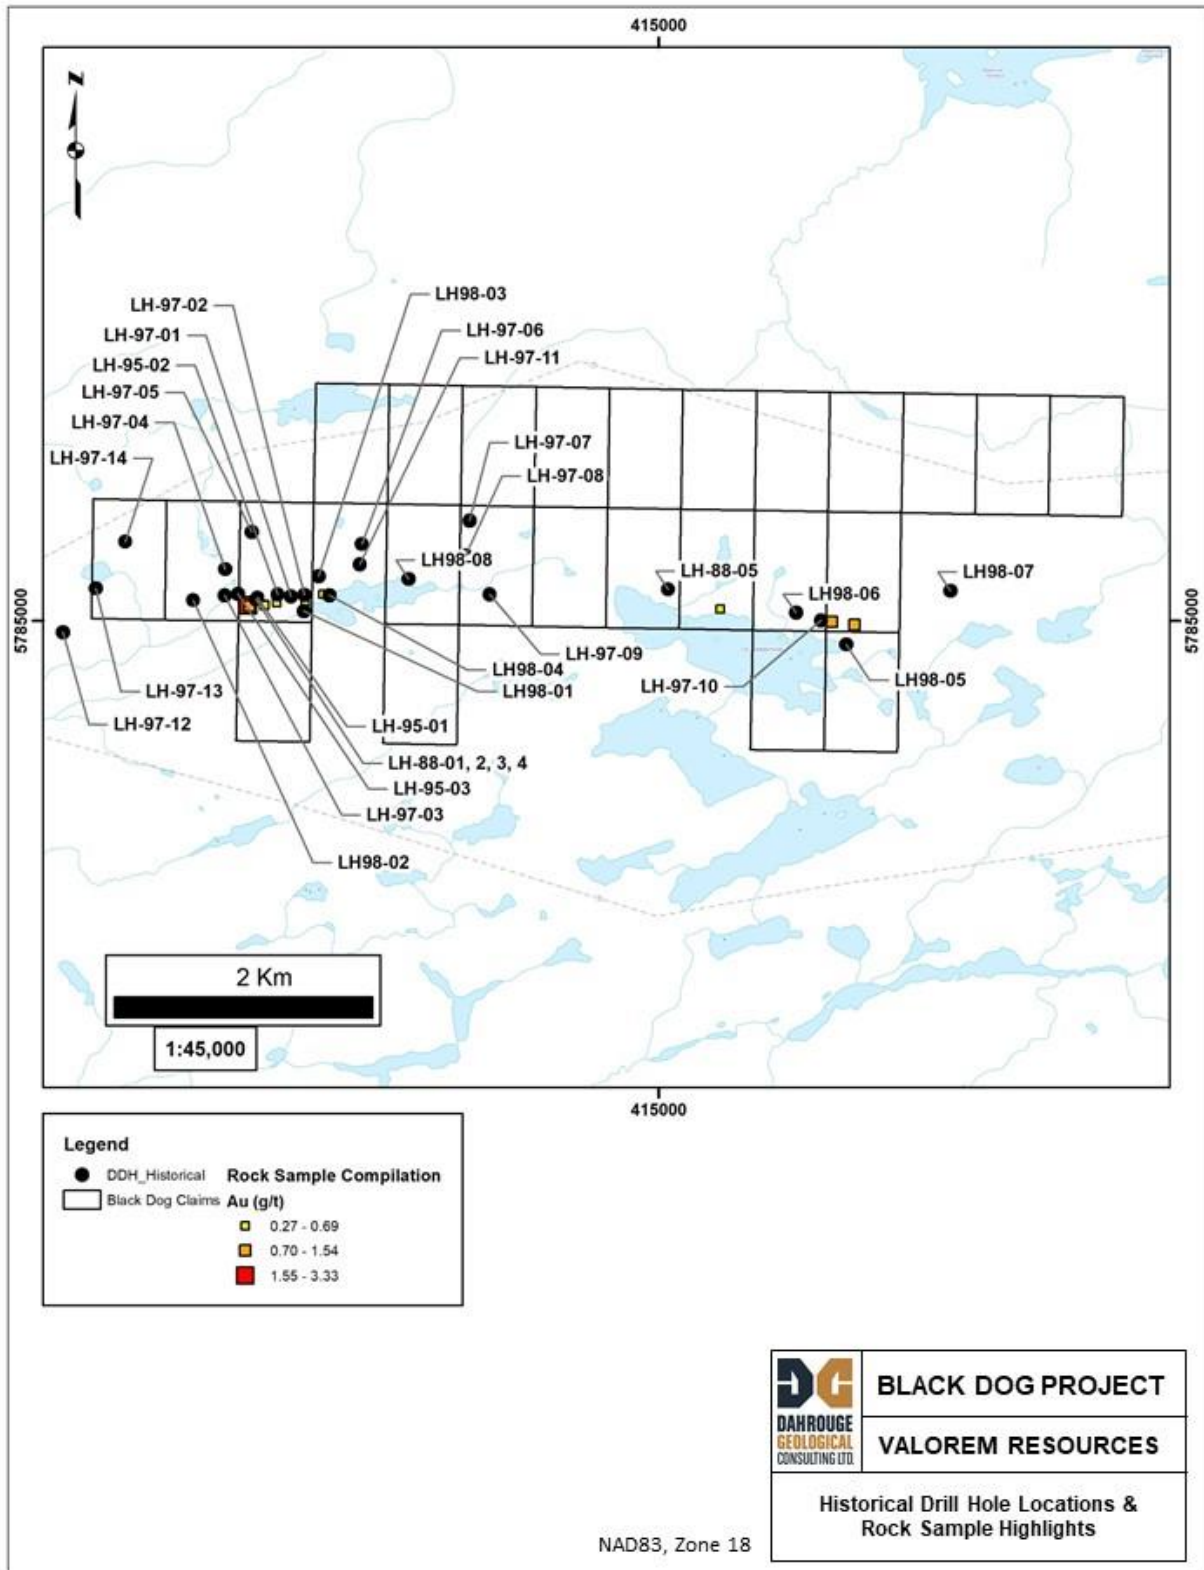 415000
N
LH-97-02
LH98-03
LH-97-01
LH-97-06
LH-95-02
LH-97-11
LH-97-05
LH-97-04
LH-97-07
LH-97-14
LH-97-08
LH98-08
LH-88-05
LH98-06
LH98-07
5785000
5785000
LH-97-09
LH98-04
LH-97-13
LH98-01
LH-97-10
LH98-05
LH-97-12
LH-95-01
LH-88-01, 2, 3, 4
LH-95-03
LH-97-03
LH98-02
2 Km
1:45,000
415000
Legend
DDH_Historical
Rock Sample Compilation
Black Dog Claims
Au (g/t)
0.27 - 0.69
0.70 - 1.54
1.55 - 3.33
DG
DAHROUGE
GEOLOGICAL
CONSULTING LTD.
BLACK DOG PROJECT
VALOREM RESOURCES
Historical Drill Hole Locations &
Rock Sample Highlights
NAD83, Zone 18